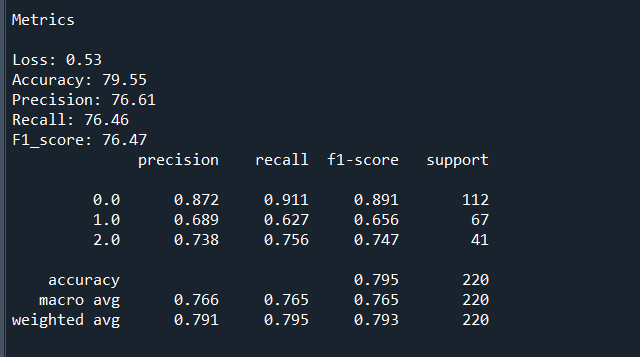 Metrics
Loss: 0.53
Accuracy: 79.55
Precision: 76.61
Recall: 76.46
F1_score: 76.47
precision recall f1-score support
0.0 0.872 0.911 0.891 112
1.0 0.689 0.627 0.656 67
2.0 0.738 0.756 0.747 41
accuracy 0.795 220
macro avg 0.766 0.765 0.765 220
weighted avg 0.791 0.795 0.793 220